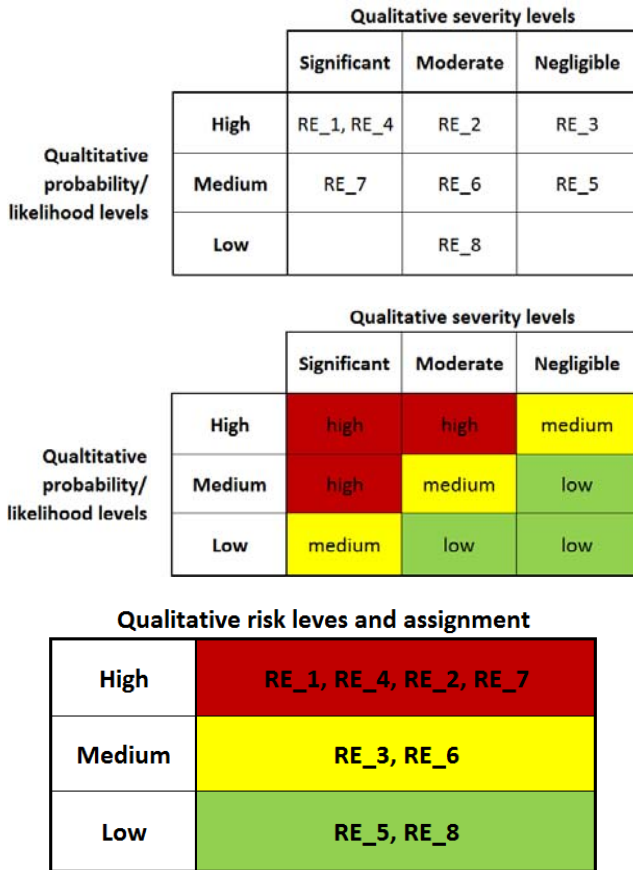 Qualitative severity levels
Significant Moderate Negligible
High RE_1, RE_4 RE_2 RE_3
Qualtitative
probability/
likelihood levels
Medium RE_7 RE_6 RE_5
Low RE_8
Qualitative severity levels
Significant Moderate Negligible
High high high medium
Qualtitative
probability/
likelihood levels
Medium high medium low
Low medium low low
Qualitative risk leves and assignment
High RE_1, RE_4, RE_2, RE_7
Medium RE_3, RE_6
Low RE_5, RE_8